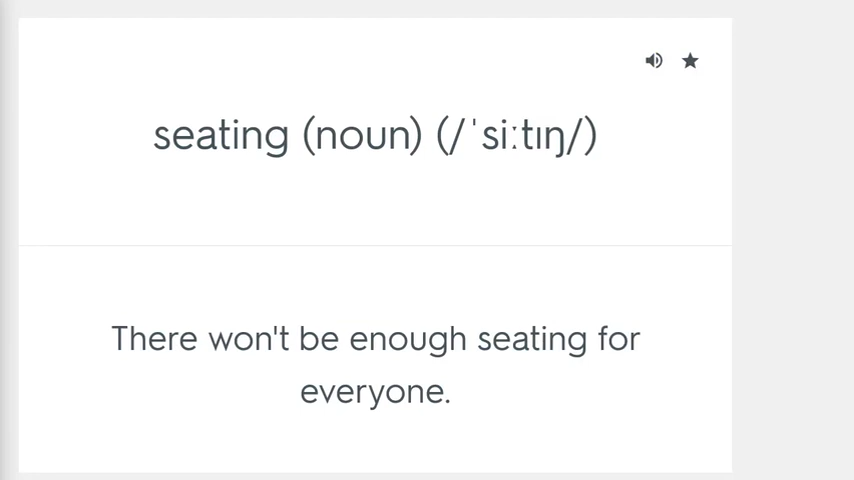 seating (noun) (/ˈsiːtɪŋ/)
There won't be enough seating for
everyone.